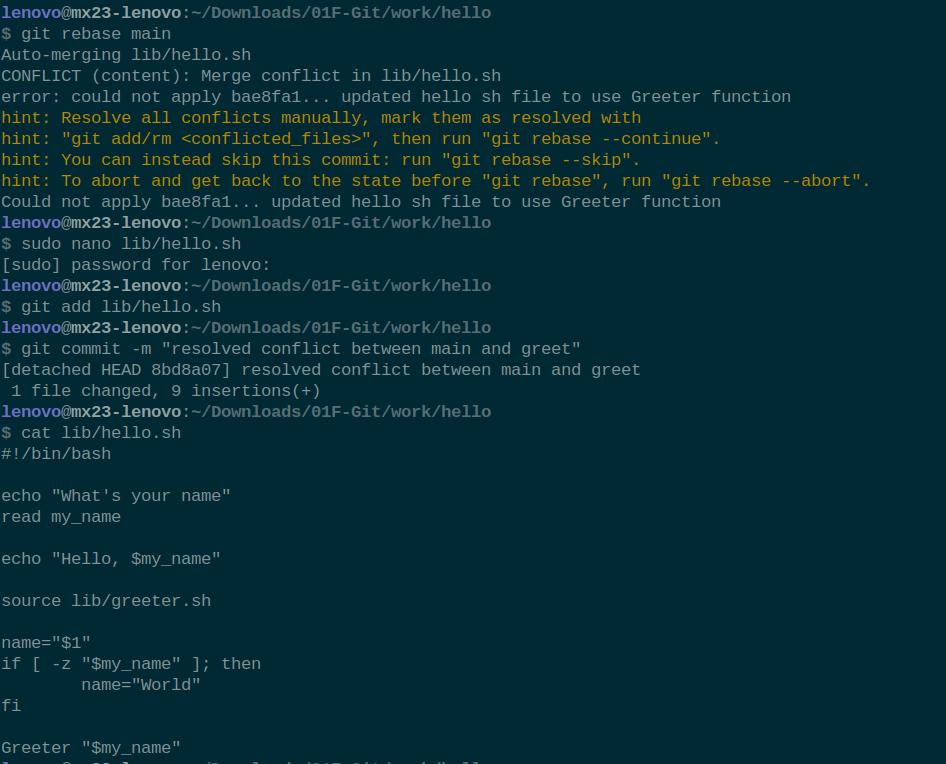 lenovo@mx23-lenovo:~/Downloads/01F-Git/work/hello
$ git rebase main
Auto-merging lib/hello.sh
CONFLICT (content): Merge conflict in lib/hello.sh
error: could not apply bae8fa1... updated hello sh file to use Greeter function
hint: Resolve all conflicts manually, mark them as resolved with
hint: "git add/rm <conflicted_files>", then run "git rebase --continue".
hint: You can instead skip this commit: run "git rebase --skip".
hint: To abort and get back to the state before "git rebase", run "git rebase --abort".
Could not apply bae8fa1... updated hello sh file to use Greeter function
lenovo@mx23-lenovo:~/Downloads/01F-Git/work/hello
$ sudo nano lib/hello.sh
[sudo] password for lenovo:
lenovo@mx23-lenovo:~/Downloads/01F-Git/work/hello
$ git add lib/hello.sh
lenovo@mx23-lenovo:~/Downloads/01F-Git/work/hello
$ git commit -m "resolved conflict between main and greet"
[detached HEAD 8bd8a07] resolved conflict between main and greet
 1 file changed, 9 insertions(+)
lenovo@mx23-lenovo:~/Downloads/01F-Git/work/hello
$ cat lib/hello.sh
#!/bin/bash

echo "What's your name"
read my_name

echo "Hello, $my_name"

source lib/greeter.sh

name="$1"
if [ -z "$my_name" ]; then
        name="World"
fi

Greeter "$my_name"